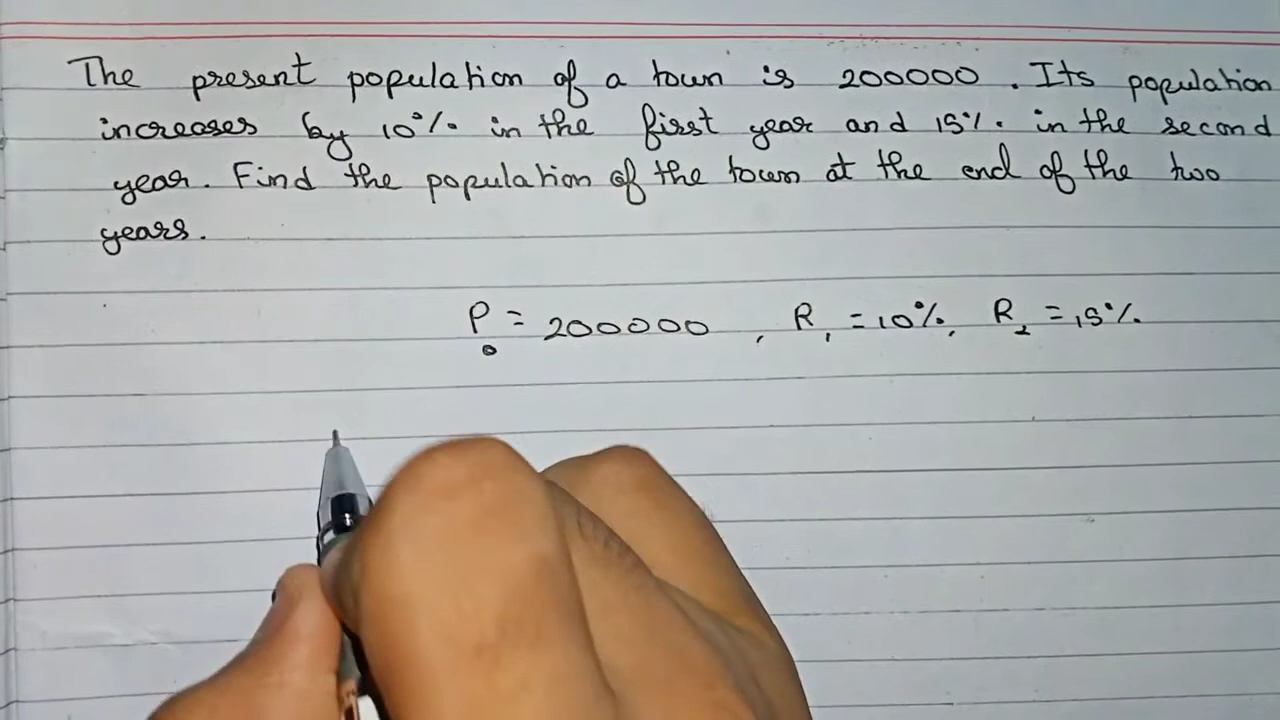 The present population of a town is 200000. Its population
increases by 10% in the first year and 15% in the second
year. Find the population of the town at the end of the two
years.
P₀ = 200000, R₁ = 10%, R₂ = 15%